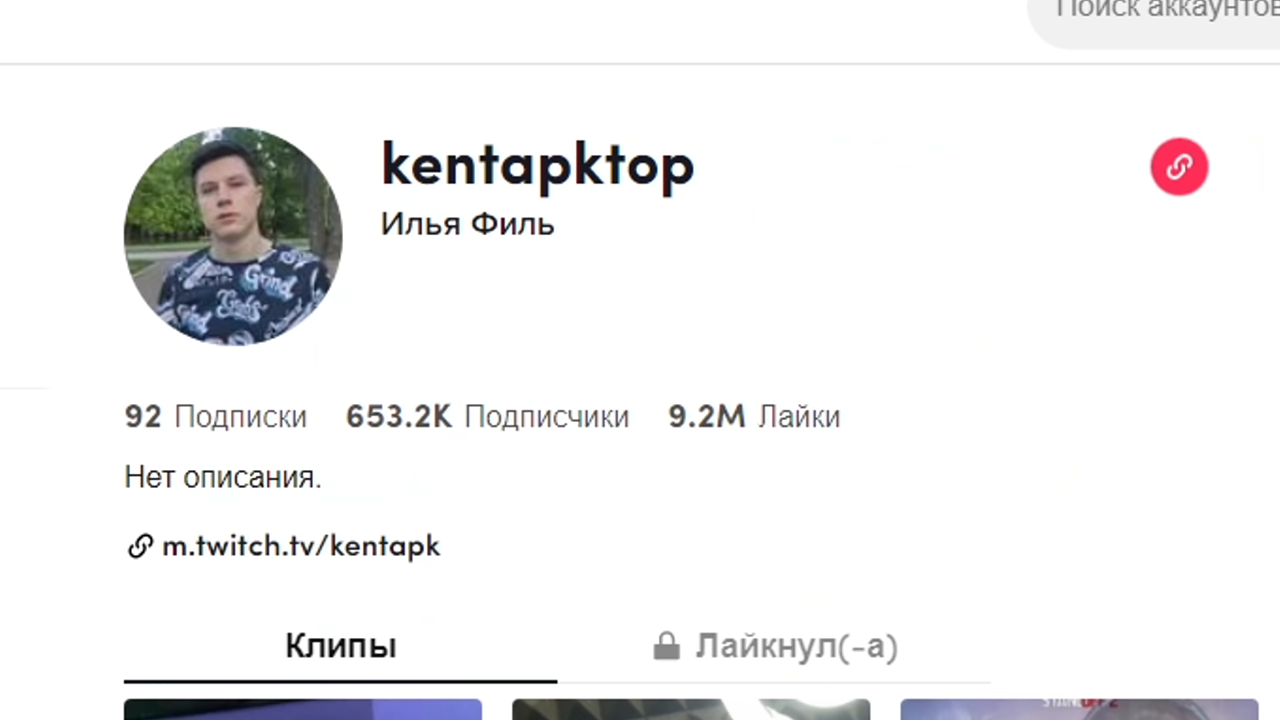 Поиск аккаунтов
kentapktop
Илья Филь
92 Подписки 653.2K Подписчики 9.2M Лайки
Нет описания.
m.twitch.tv/kentapk
Клипы Лайкнул(-а)